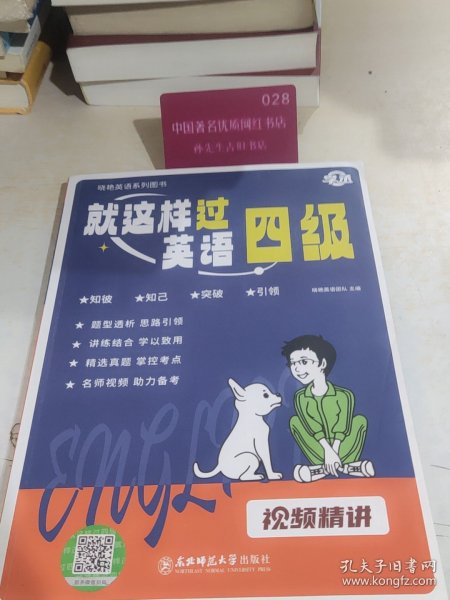 028
中国著名优质网红书店
孙先生吉旧书店
晓艳英语系列图书
就这样过
英语四级
★知彼 ★知己 ★突破 ★引领
晓艳英语团队 主编
★ 题型透析 思路引领
★ 讲练结合 学以致用
★ 精选真题 掌控考点
★ 名师视频 助力备考
视频精讲
东北师范大学出版社
NORTHEAST NORMAL UNIVERSITY PRESS
孔夫子旧书网
www.kongfz.com